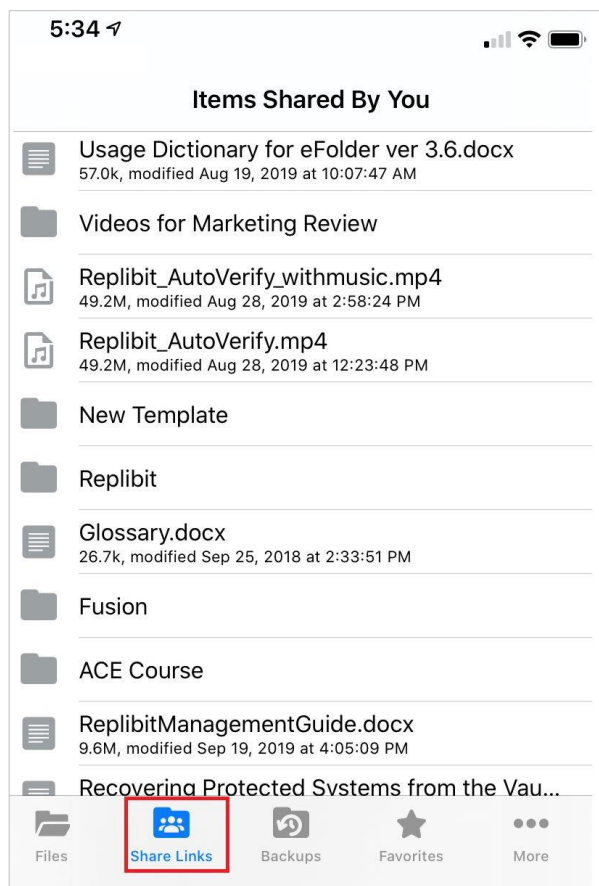 5:34
Items Shared By You
Usage Dictionary for eFolder ver 3.6.docx
57.0k, modified Aug 19, 2019 at 10:07:47 AM
Videos for Marketing Review
Replibit_AutoVerify_withmusic.mp4
49.2M, modified Aug 28, 2019 at 2:58:24 PM
Replibit_AutoVerify.mp4
49.2M, modified Aug 28, 2019 at 12:23:48 PM
New Template
Replibit
Glossary.docx
26.7k, modified Sep 25, 2018 at 2:33:51 PM
Fusion
ACE Course
ReplibitManagementGuide.docx
9.6M, modified Sep 19, 2019 at 4:05:09 PM
Recovering Protected Systems from the Vau...
Files
Share Links
Backups
Favorites
More